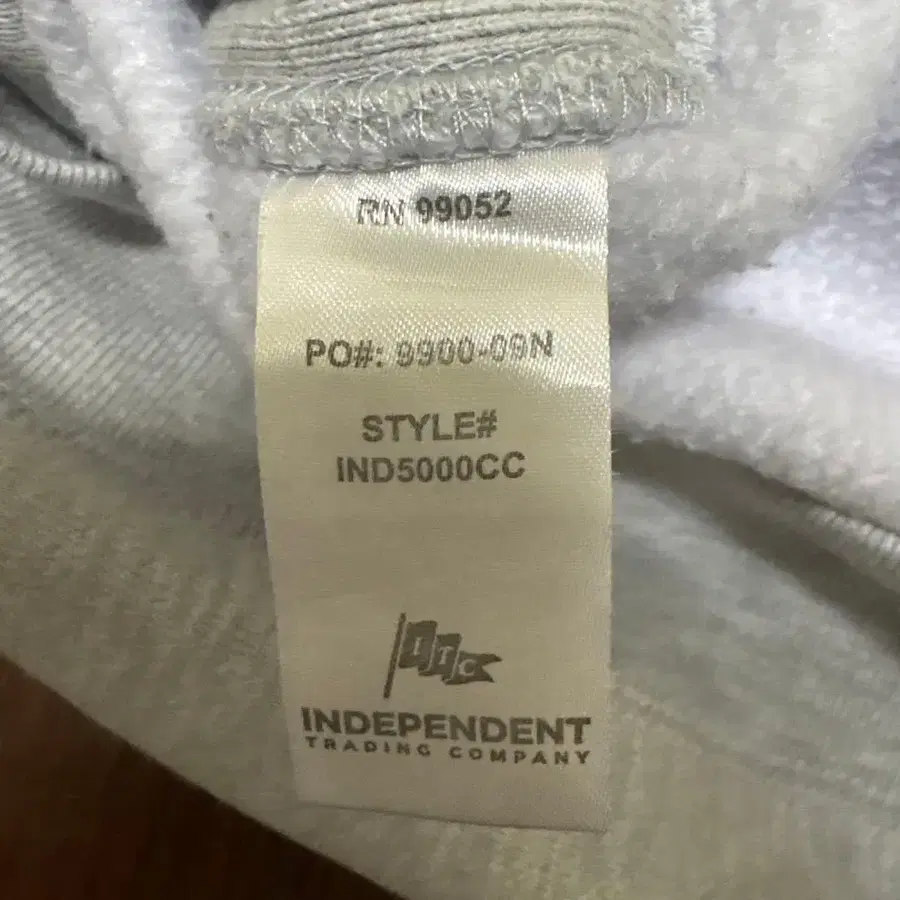 RN 99052
PO#: 9900-09N
STYLE#
IND5000CC
ITC
INDEPENDENT
TRADING COMPANY